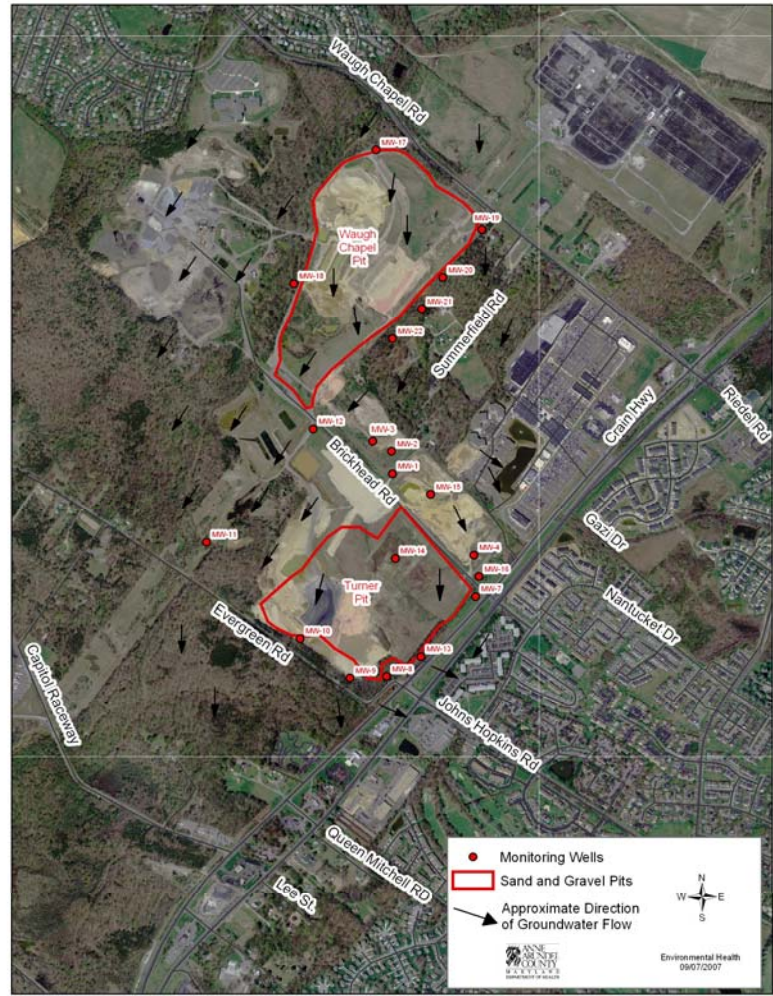 Waugh Chapel Rd
MW-17
Waugh
Chapel
Pit
MW-19
MW-18
MW-20
MW-21
MW-22
Summerfield Rd
Crain Hwy
Riedel Rd
MW-12
MW-3
MW-2
MW-1
Brickhead Rd
MW-15
Gazi Dr
MW-11
MW-14
MW-4
MW-16
MW-7
Turner
Pit
Nantucket Dr
MW-10
Evergreen Rd
MW-13
MW-9
MW-8
Capitol Raceway
Johns Hopkins Rd
Queen Mitchell RD
Lee St.
Monitoring Wells
Sand and Gravel Pits
Approximate Direction
of Groundwater Flow
N
W E
S
ANNE
ARUNDEL
COUNTY
MARYLAND
DEPARTMENT OF HEALTH
Environmental Health
09/07/2007